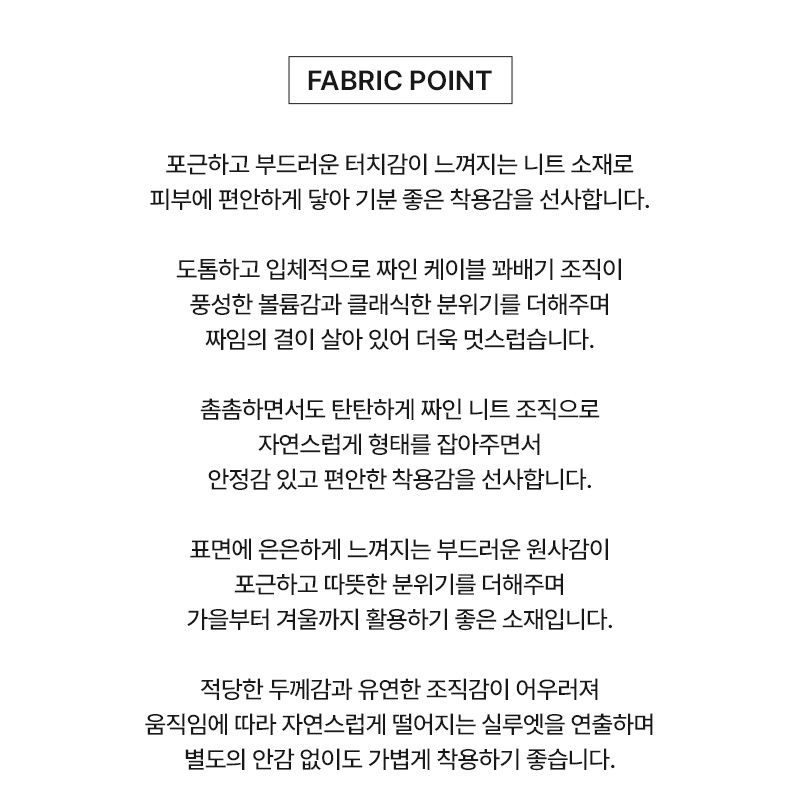 FABRIC POINT
포근하고 부드러운 터치감이 느껴지는 니트 소재로
피부에 편안하게 닿아 기분 좋은 착용감을 선사합니다.
도톰하고 입체적으로 짜인 케이블 꽈배기 조직이
풍성한 볼륨감과 클래식한 분위기를 더해주며
짜임의 결이 살아 있어 더욱 멋스럽습니다.
촘촘하면서도 탄탄하게 짜인 니트 조직으로
자연스럽게 형태를 잡아주면서
안정감 있고 편안한 착용감을 선사합니다.
표면에 은은하게 느껴지는 부드러운 원사감이
포근하고 따뜻한 분위기를 더해주며
가을부터 겨울까지 활용하기 좋은 소재입니다.
적당한 두께감과 유연한 조직감이 어우러져
움직임에 따라 자연스럽게 떨어지는 실루엣을 연출하며
별도의 안감 없이도 가볍게 착용하기 좋습니다.